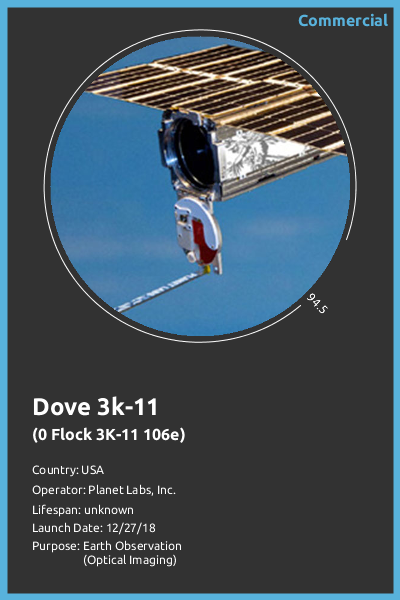 Commercial
94.5
Dove 3k-11
(0 Flock 3K-11 106e)
Country: USA
Operator: Planet Labs, Inc.
Lifespan: unknown
Launch Date: 12/27/18
Purpose: Earth Observation
(Optical Imaging)